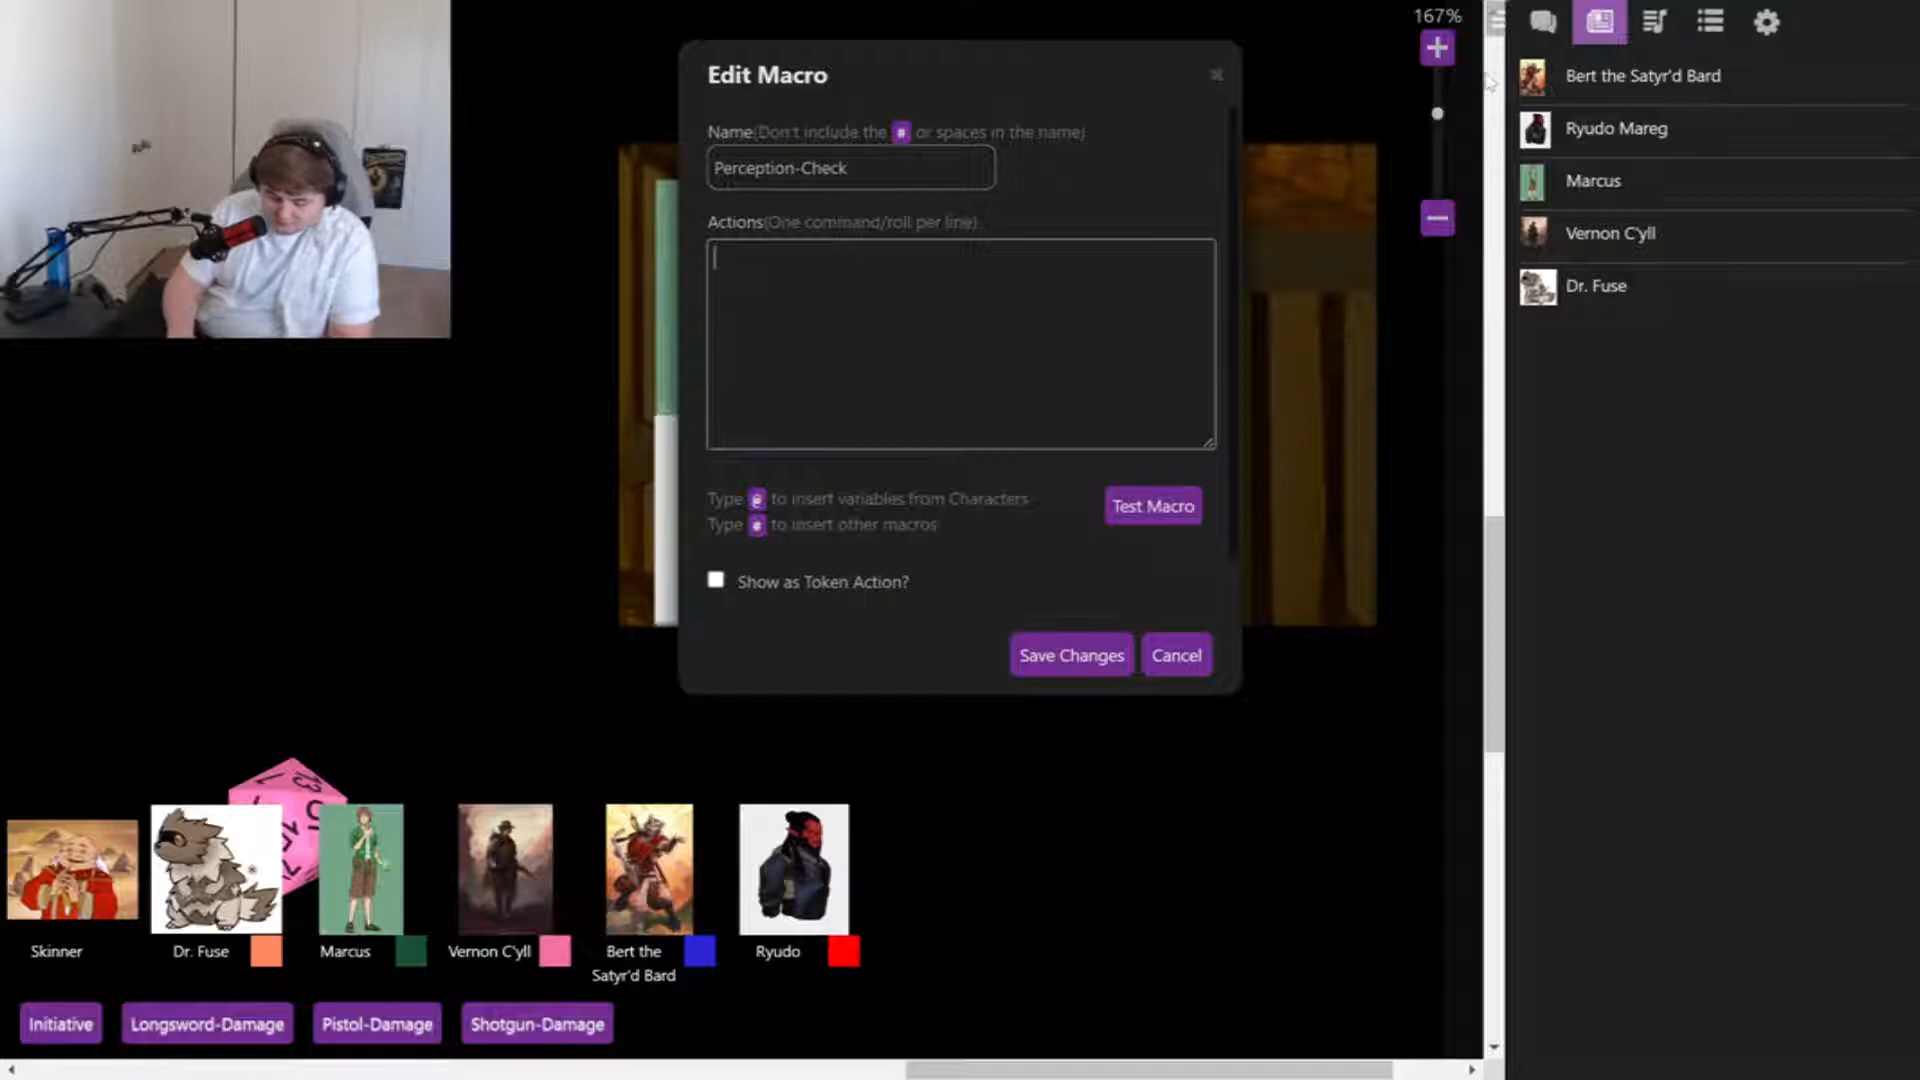 167%
Edit Macro
Name(Don't include the # or spaces in the name)
Perception-Check
Actions(One command/roll per line)
Type @ to insert variables from Characters
Type # to insert other macros
Test Macro
Show as Token Action?
Save Changes
Cancel
Bert the Satyr'd Bard
Ryudo Mareg
Marcus
Vernon C'yll
Dr. Fuse
13
15
Skinner
Dr. Fuse
Marcus
Vernon C'yll
Bert the
Satyr'd Bard
Ryudo
Initiative
Longsword-Damage
Pistol-Damage
Shotgun-Damage